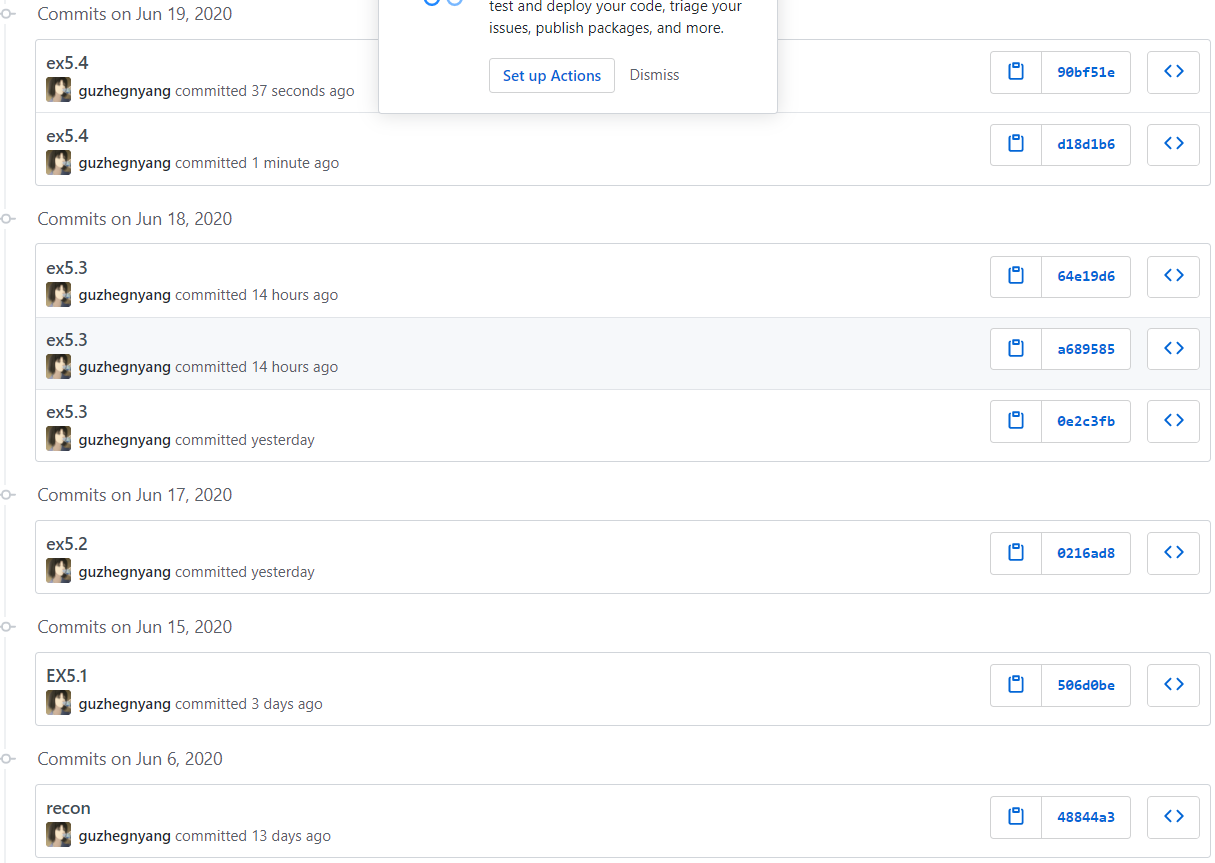 Commits on Jun 19, 2020
test and deploy your code, triage your
issues, publish packages, and more.
Set up Actions Dismiss
ex5.4
guzhegnyang committed 37 seconds ago
90bf51e
ex5.4
guzhegnyang committed 1 minute ago
d18d1b6
Commits on Jun 18, 2020
ex5.3
guzhegnyang committed 14 hours ago
64e19d6
ex5.3
guzhegnyang committed 14 hours ago
a689585
ex5.3
guzhegnyang committed yesterday
0e2c3fb
Commits on Jun 17, 2020
ex5.2
guzhegnyang committed yesterday
0216ad8
Commits on Jun 15, 2020
EX5.1
guzhegnyang committed 3 days ago
506d0be
Commits on Jun 6, 2020
recon
guzhegnyang committed 13 days ago
48844a3